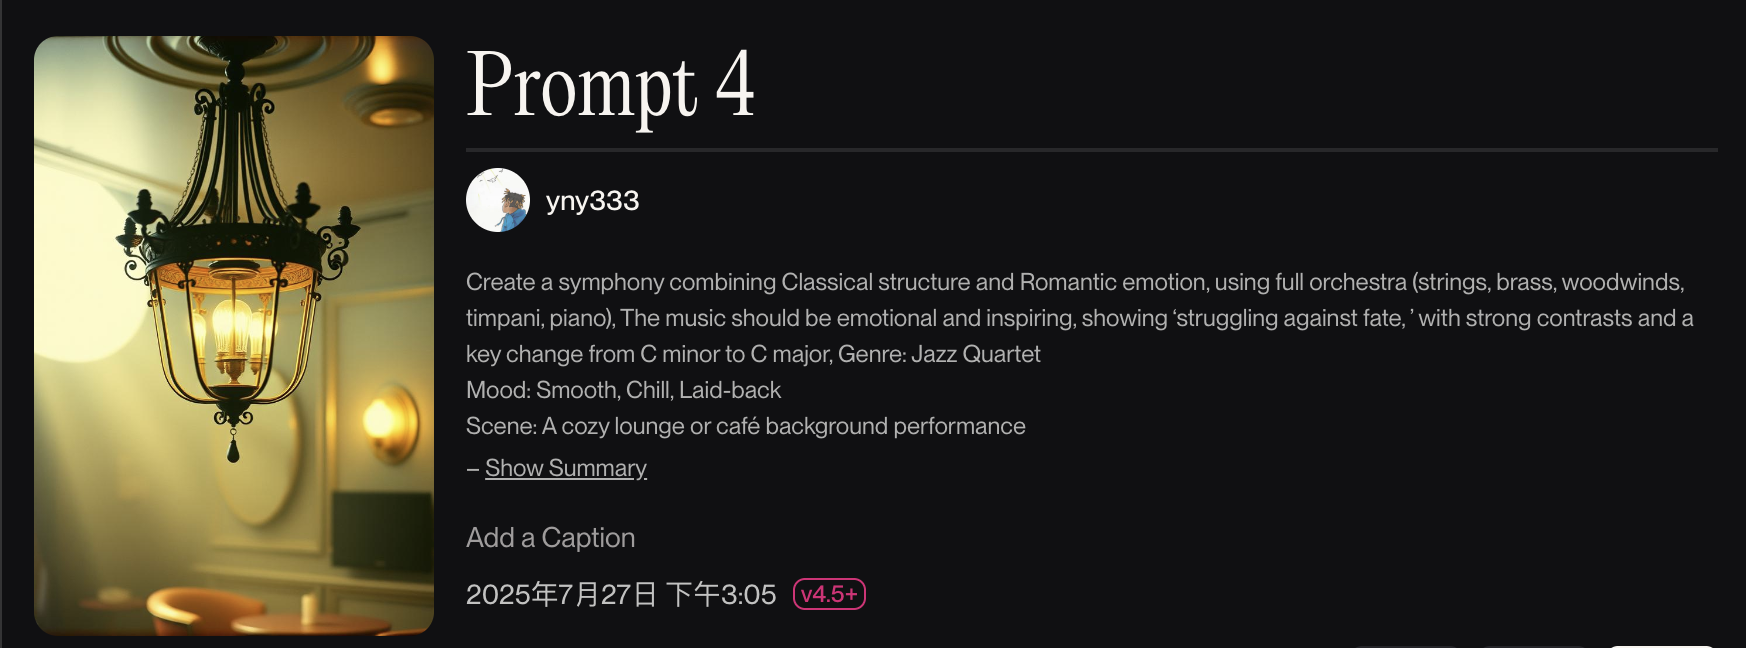 Prompt 4
yny333
Create a symphony combining Classical structure and Romantic emotion, using full orchestra (strings, brass, woodwinds,
timpani, piano), The music should be emotional and inspiring, showing ‘struggling against fate, ’ with strong contrasts and a
key change from C minor to C major, Genre: Jazz Quartet
Mood: Smooth, Chill, Laid-back
Scene: A cozy lounge or café background performance
– Show Summary
Add a Caption
2025年7月27日 下午3:05 v4.5+